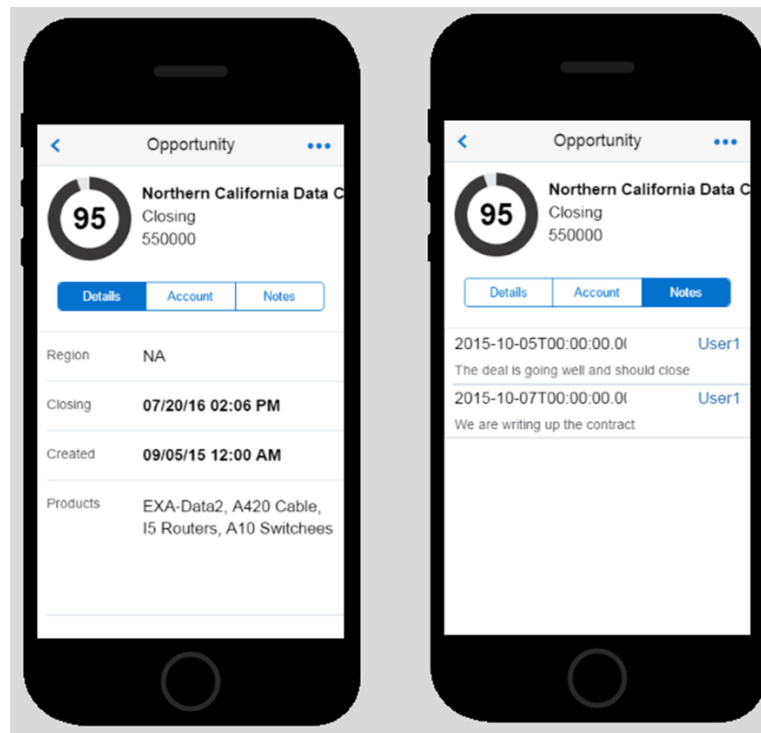 Opportunity
95
Northern California Data C
Closing
550000
Details Account Notes
Region NA
Closing 07/20/16 02:06 PM
Created 09/05/15 12:00 AM
Products EXA-Data2, A420 Cable,
I5 Routers, A10 Switchees
Opportunity
95
Northern California Data C
Closing
550000
Details Account Notes
2015-10-05T00:00:00.0( User1
The deal is going well and should close
2015-10-07T00:00:00.0( User1
We are writing up the contract